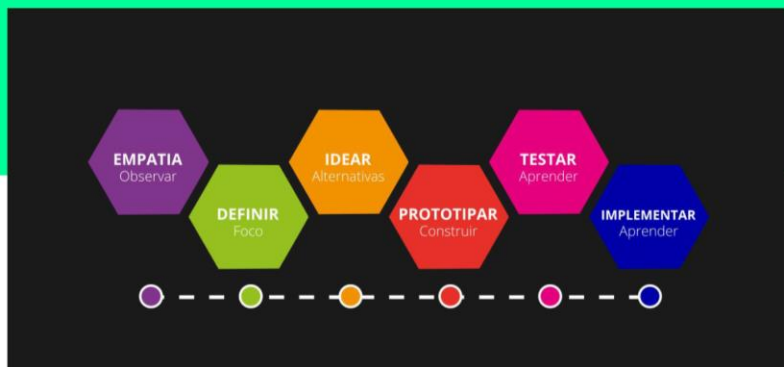 EMPATIA
Observar
DEFINIR
Foco
IDEAR
Alternativas
PROTOTIPAR
Construir
TESTAR
Aprender
IMPLEMENTAR
Aprender